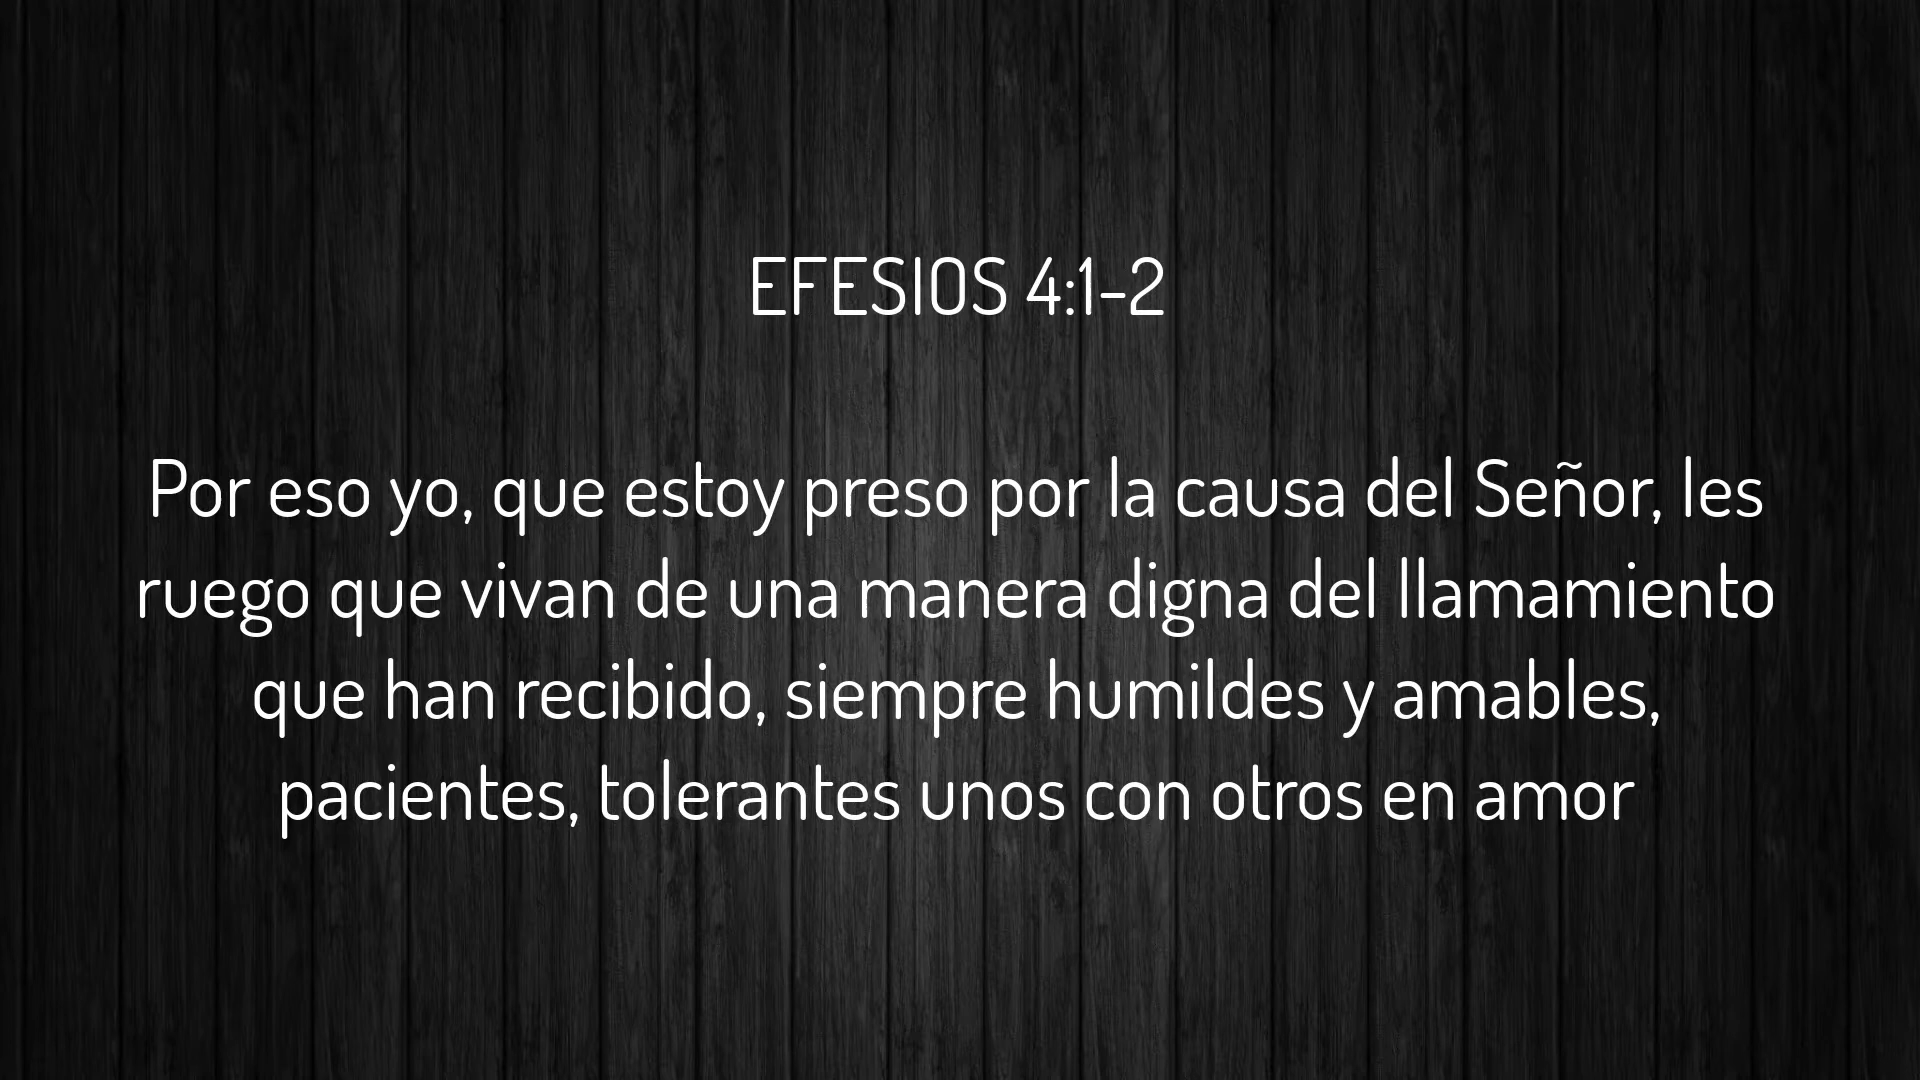 EFESIOS 4:1-2
Por eso yo, que estoy preso por la causa del Señor, les
ruego que vivan de una manera digna del llamamiento
que han recibido, siempre humildes y amables,
pacientes, tolerantes unos con otros en amor